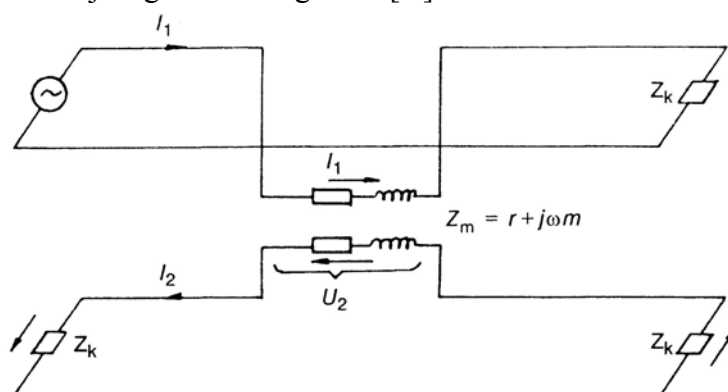 I₁
Zₖ
I₁
Zₘ = r + jωm
I₂
U₂
Zₖ
Zₖ